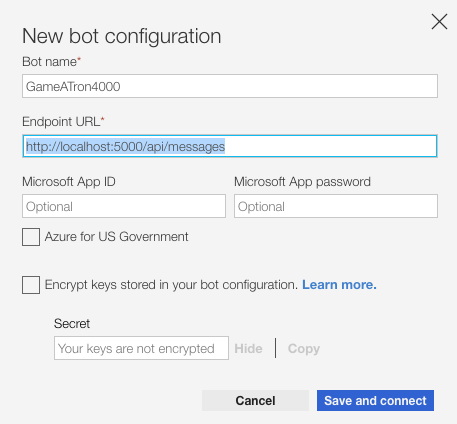 New bot configuration
Bot name*
GameATron4000
Endpoint URL*
http://localhost:5000/api/messages
Microsoft App ID Microsoft App password
Optional Optional
Azure for US Government
Encrypt keys stored in your bot configuration. Learn more.
Secret
Your keys are not encrypted Hide Copy
Cancel Save and connect